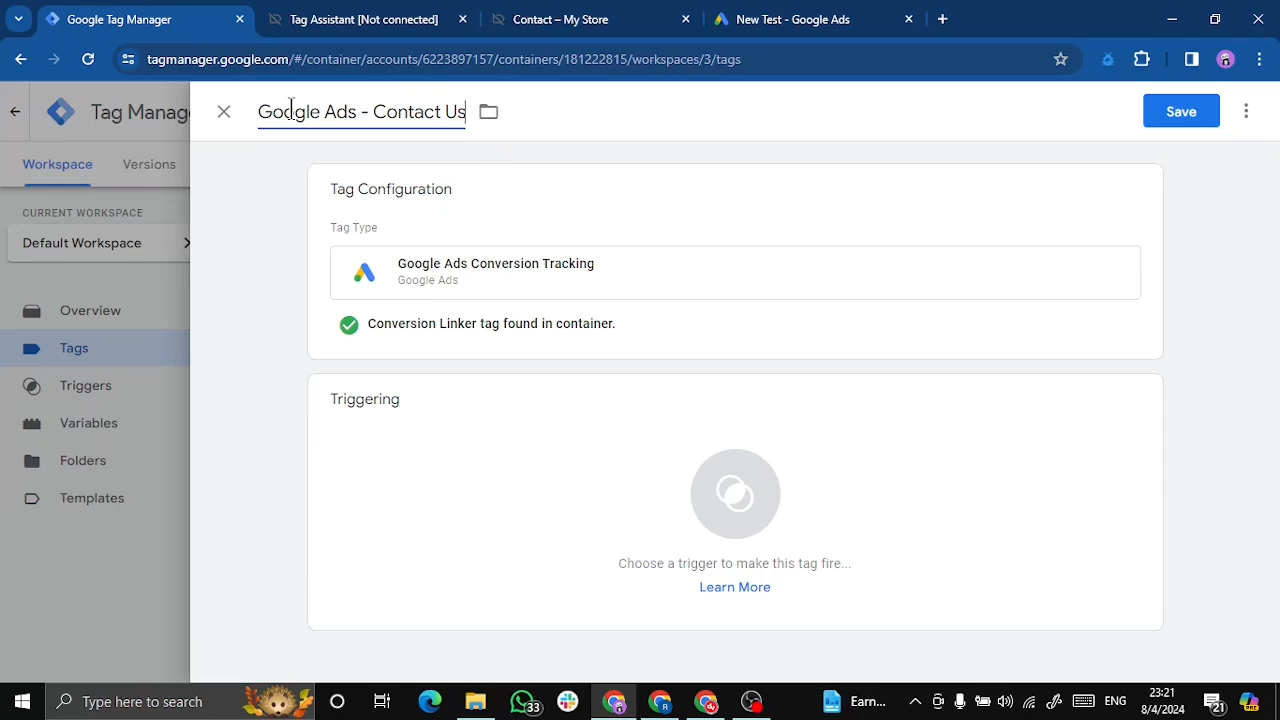 Google Tag Manager
Tag Assistant [Not connected]
Contact – My Store
New Test - Google Ads
tagmanager.google.com/#/container/accounts/6223897157/containers/181222815/workspaces/3/tags
Tag Manag
Google Ads - Contact Us
Save
Workspace
Versions
CURRENT WORKSPACE
Default Workspace
Overview
Tags
Triggers
Variables
Folders
Templates
Tag Configuration
Tag Type
Google Ads Conversion Tracking
Google Ads
Conversion Linker tag found in container.
Triggering
Choose a trigger to make this tag fire...
Learn More
Type here to search
33
Earn...
ENG
23:21
8/4/2024
21